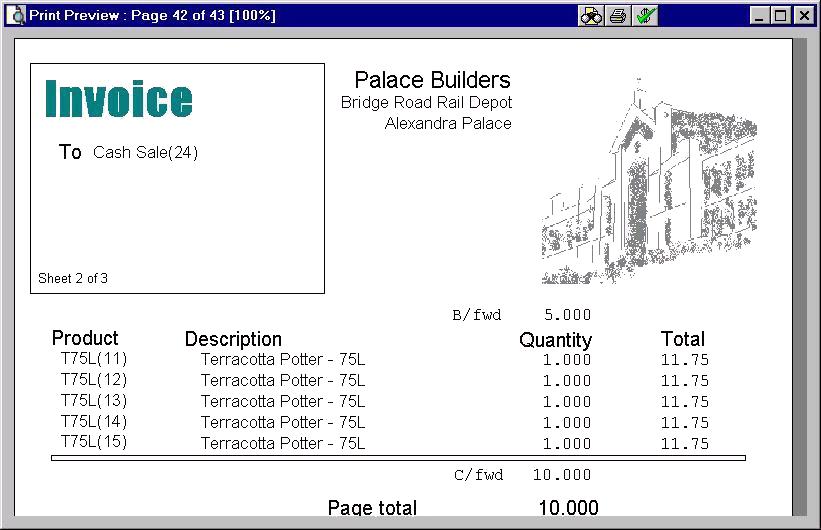 Print Preview : Page 42 of 43 [100%]
Invoice
To Cash Sale(24)
Sheet 2 of 3
Palace Builders
Bridge Road Rail Depot
Alexandra Palace
B/fwd 5.000
Product Description Quantity Total
T75L(11) Terracotta Potter - 75L 1.000 11.75
T75L(12) Terracotta Potter - 75L 1.000 11.75
T75L(13) Terracotta Potter - 75L 1.000 11.75
T75L(14) Terracotta Potter - 75L 1.000 11.75
T75L(15) Terracotta Potter - 75L 1.000 11.75
C/fwd 10.000
Page total 10.000